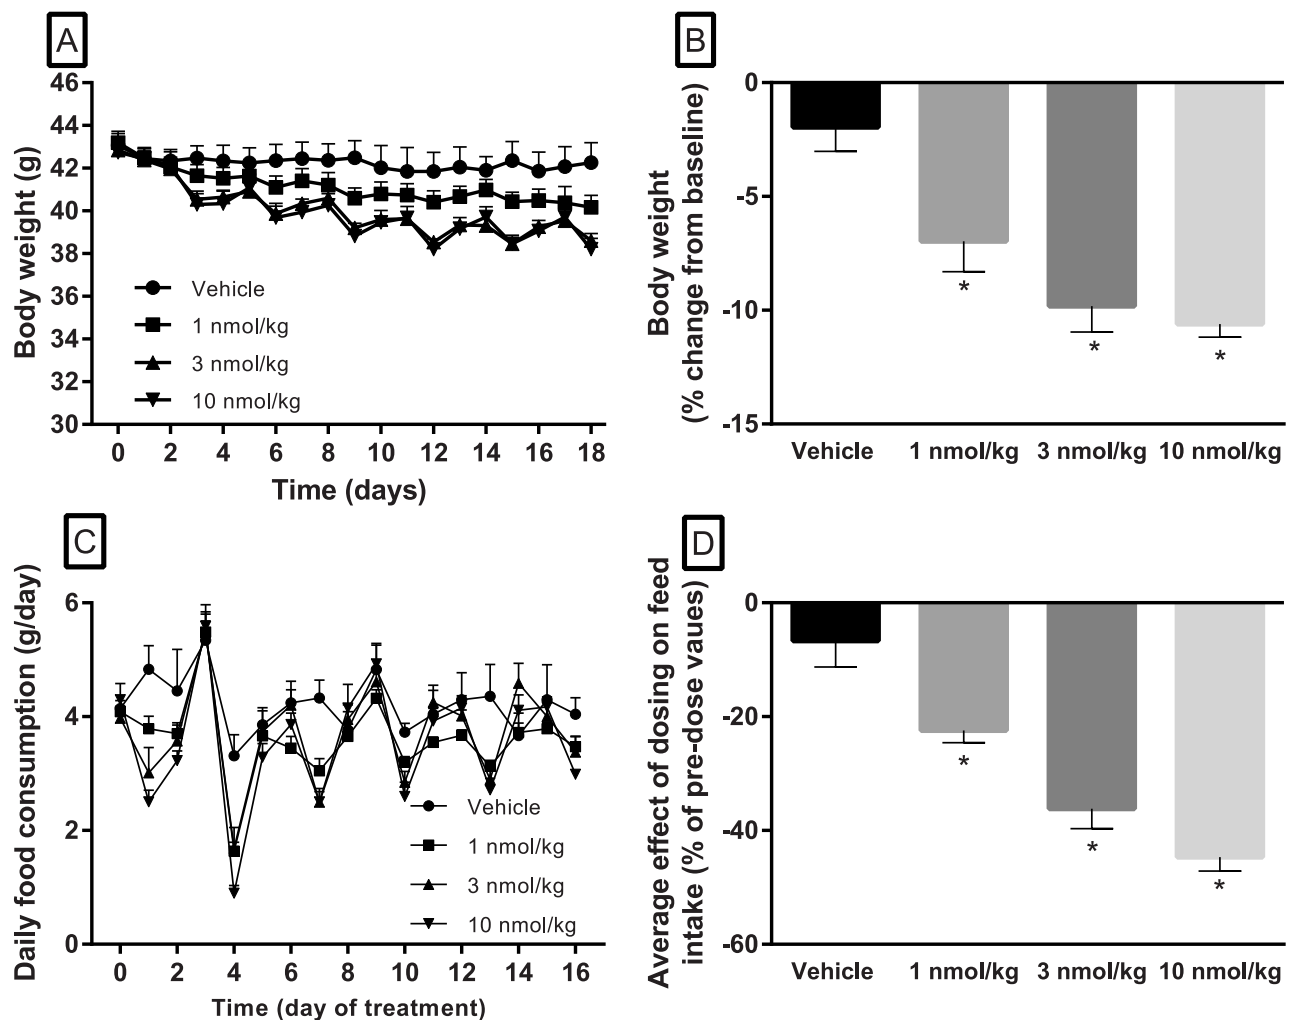 A
46
44
42
40
38
36
34
32
30
Body weight (g)
Vehicle
1 nmol/kg
3 nmol/kg
10 nmol/kg
0 2 4 6 8 10 12 14 16 18
Time (days)
B
0
-5
-10
-15
Body weight
(% change from baseline)
*
*
*
Vehicle 1 nmol/kg 3 nmol/kg 10 nmol/kg
C
6
4
2
0
Daily food consumption (g/day)
Vehicle
1 nmol/kg
3 nmol/kg
10 nmol/kg
0 2 4 6 8 10 12 14 16
Time (day of treatment)
D
0
-20
-40
-60
Average effect of dosing on feed
intake (% of pre-dose vaues)
*
*
*
Vehicle 1 nmol/kg 3 nmol/kg 10 nmol/kg